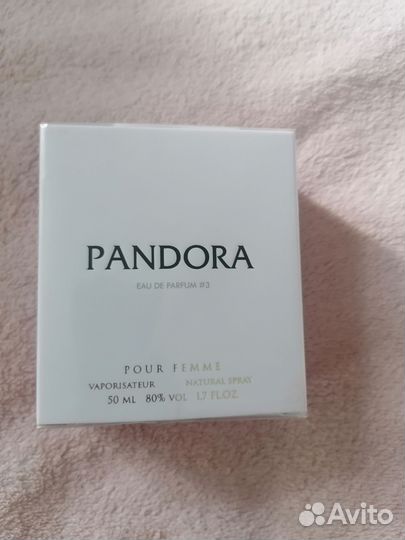 PANDORA
EAU DE PARFUM #3
POUR FEMME
VAPORISATEUR NATURAL SPRAY
50 ML 80% VOL 1.7 FL.OZ.
Avito